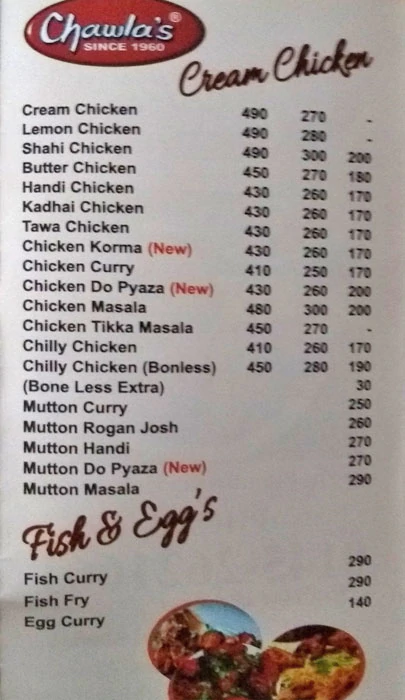 Chawla's®
SINCE 1960
Cream Chicken
Cream Chicken 490 270 -
Lemon Chicken 490 280 -
Shahi Chicken 490 300 200
Butter Chicken 450 270 180
Handi Chicken 430 260 170
Kadhai Chicken 430 260 170
Tawa Chicken 430 260 170
Chicken Korma (New) 430 260 170
Chicken Curry 410 250 170
Chicken Do Pyaza (New) 430 260 200
Chicken Masala 480 300 200
Chicken Tikka Masala 450 270 -
Chilly Chicken 410 260 170
Chilly Chicken (Bonless) 450 280 190
(Bone Less Extra) 30
Mutton Curry 250
Mutton Rogan Josh 260
Mutton Handi 270
Mutton Do Pyaza (New) 270
Mutton Masala 290
Fish & Egg's
Fish Curry 290
Fish Fry 290
Egg Curry 140